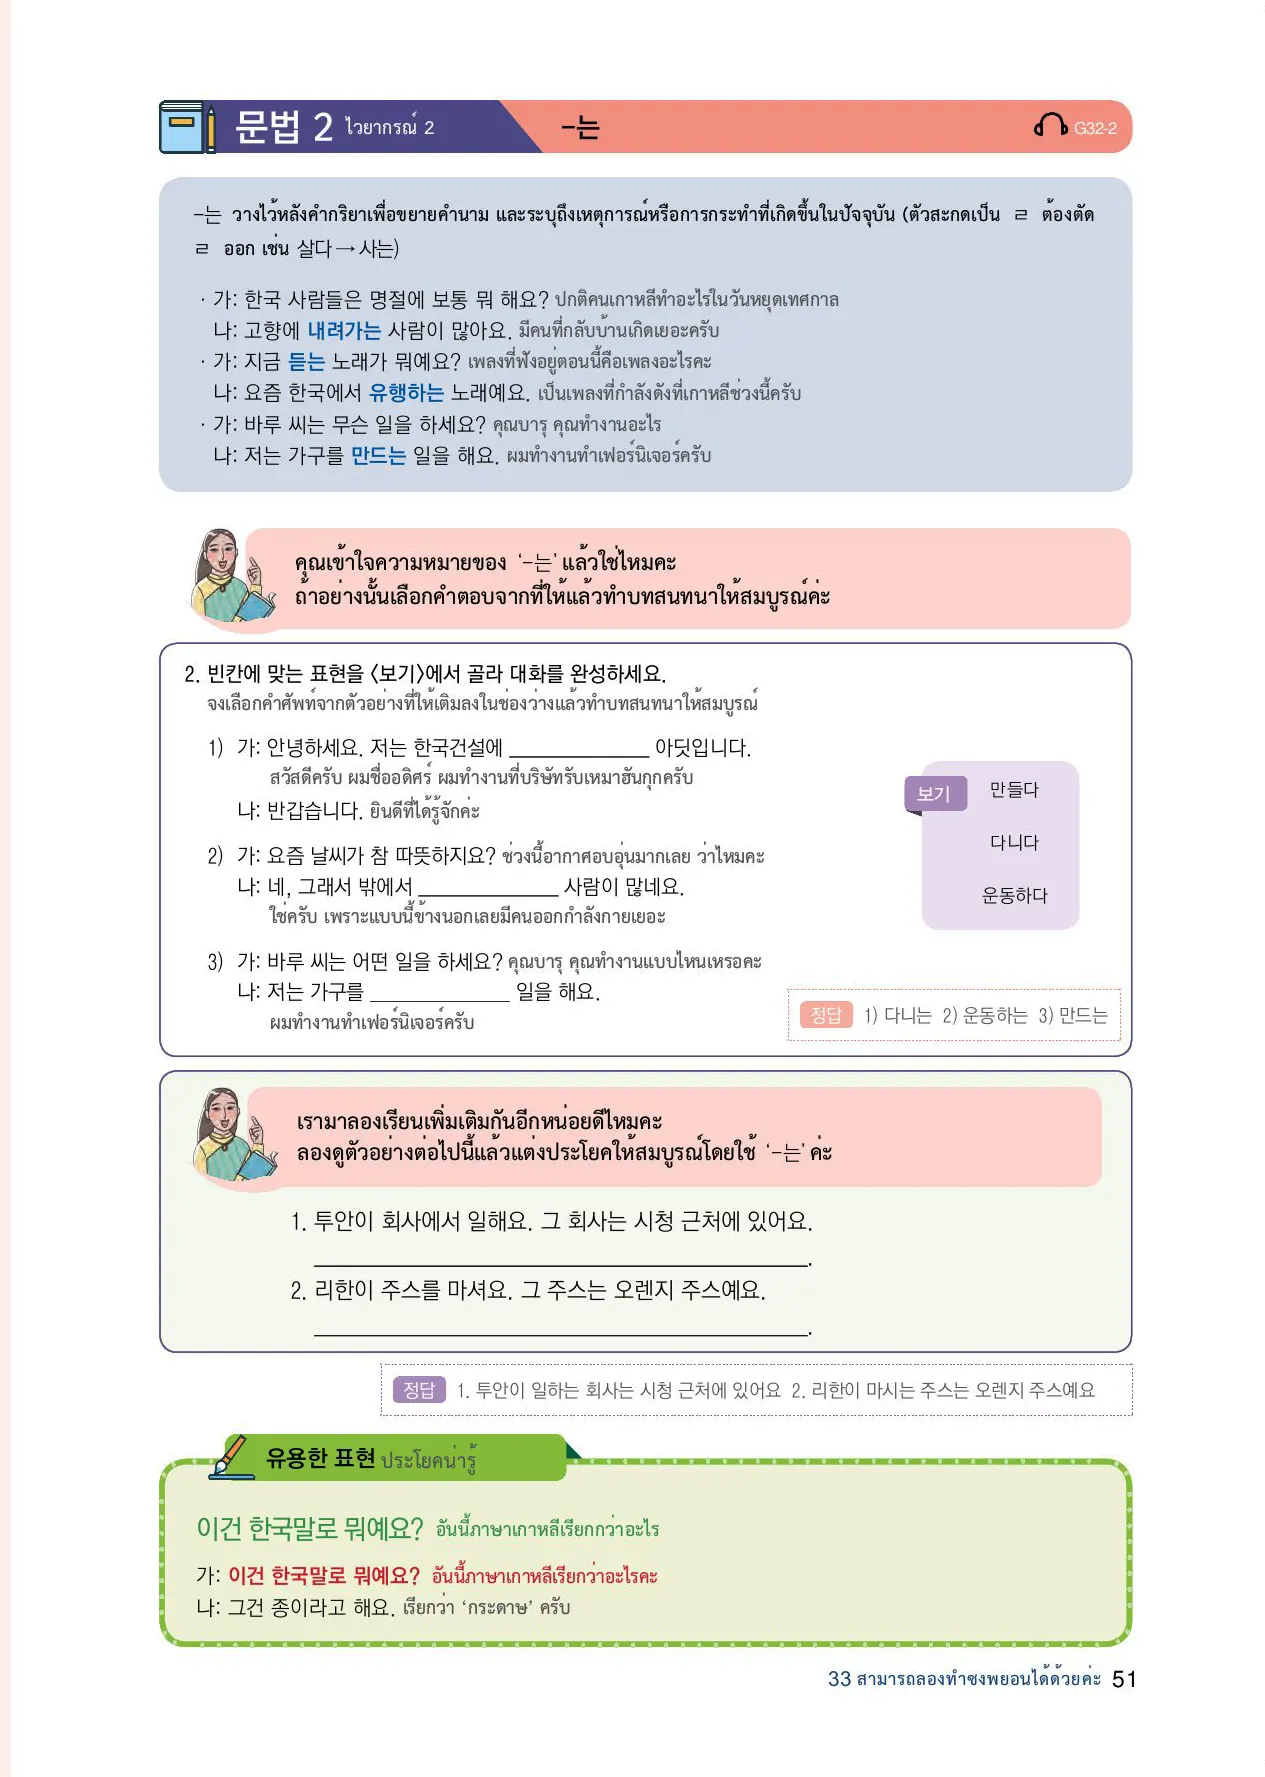 문법 2 ไวยากรณ์ 2 -는 G32-2
-는 วางไว้หลังคำกริยาเพื่อขยายคำนาม และระบุถึงเหตุการณ์หรือการกระทำที่เกิดขึ้นในปัจจุบัน (ตัวสะกดเป็น ㄹ ต้องตัด
ㄹ ออก เช่น 살다→사는)
· 가: 한국 사람들은 명절에 보통 뭐 해요? ปกติคนเกาหลีทำอะไรในวันหยุดเทศกาล
나: 고향에 내려가는 사람이 많아요. มีคนที่กลับบ้านเกิดเยอะครับ
· 가: 지금 듣는 노래가 뭐예요? เพลงที่ฟังอยู่ตอนนี้คือเพลงอะไรคะ
나: 요즘 한국에서 유행하는 노래예요. เป็นเพลงที่กำลังดังที่เกาหลีช่วงนี้ครับ
· 가: 바루 씨는 무슨 일을 하세요? คุณบารุ คุณทำงานอะไร
나: 저는 가구를 만드는 일을 해요. ผมทำงานทำเฟอร์นิเจอร์ครับ
คุณเข้าใจความหมายของ ‘-는’ แล้วใช่ไหมคะ
ถ้าอย่างนั้นเลือกคำตอบจากที่ให้แล้วทำบทสนทนาให้สมบูรณ์ค่ะ
2. 빈칸에 맞는 표현을 〈보기〉에서 골라 대화를 완성하세요.
จงเลือกคำศัพท์จากตัวอย่างที่ให้เติมลงในช่องว่างแล้วทำบทสนทนาให้สมบูรณ์
1) 가: 안녕하세요. 저는 한국건설에 ______________ 아딧입니다.
สวัสดีครับ ผมชื่ออดิศร์ ผมทำงานที่บริษัทรับเหมาฮันกุกครับ
나: 반갑습니다. ยินดีที่ได้รู้จักค่ะ
2) 가: 요즘 날씨가 참 따뜻하지요? ช่วงนี้อากาศอบอุ่นมากเลย ว่าไหมคะ
나: 네, 그래서 밖에서 ______________ 사람이 많네요.
ใช่ครับ เพราะแบบนี้ข้างนอกเลยมีคนออกกำลังกายเยอะ
3) 가: 바루 씨는 어떤 일을 하세요? คุณบารุ คุณทำงานแบบไหนเหรอคะ
나: 저는 가구를 ______________ 일을 해요.
ผมทำงานทำเฟอร์นิเจอร์ครับ
보기
만들다
다니다
운동하다
정답 1) 다니는 2) 운동하는 3) 만드는
เรามาลองเรียนเพิ่มเติมกันอีกหน่อยดีไหมคะ
ลองดูตัวอย่างต่อไปนี้แล้วแต่งประโยคให้สมบูรณ์โดยใช้ ‘-는’ ค่ะ
1. 투안이 회사에서 일해요. 그 회사는 시청 근처에 있어요.
______________________________.
2. 리한이 주스를 마셔요. 그 주스는 오렌지 주스예요.
______________________________.
정답 1. 투안이 일하는 회사는 시청 근처에 있어요 2. 리한이 마시는 주스는 오렌지 주스예요
유용한 표현 ประโยคน่ารู้
이건 한국말로 뭐예요? อันนี้ภาษาเกาหลีเรียกกว่าอะไร
가: 이건 한국말로 뭐예요? อันนี้ภาษาเกาหลีเรียกว่าอะไรคะ
나: 그건 종이라고 해요. เรียกว่า ‘กระดาษ’ ครับ
33 สามารถลองทำซงพยอนได้ด้วยค่ะ 51